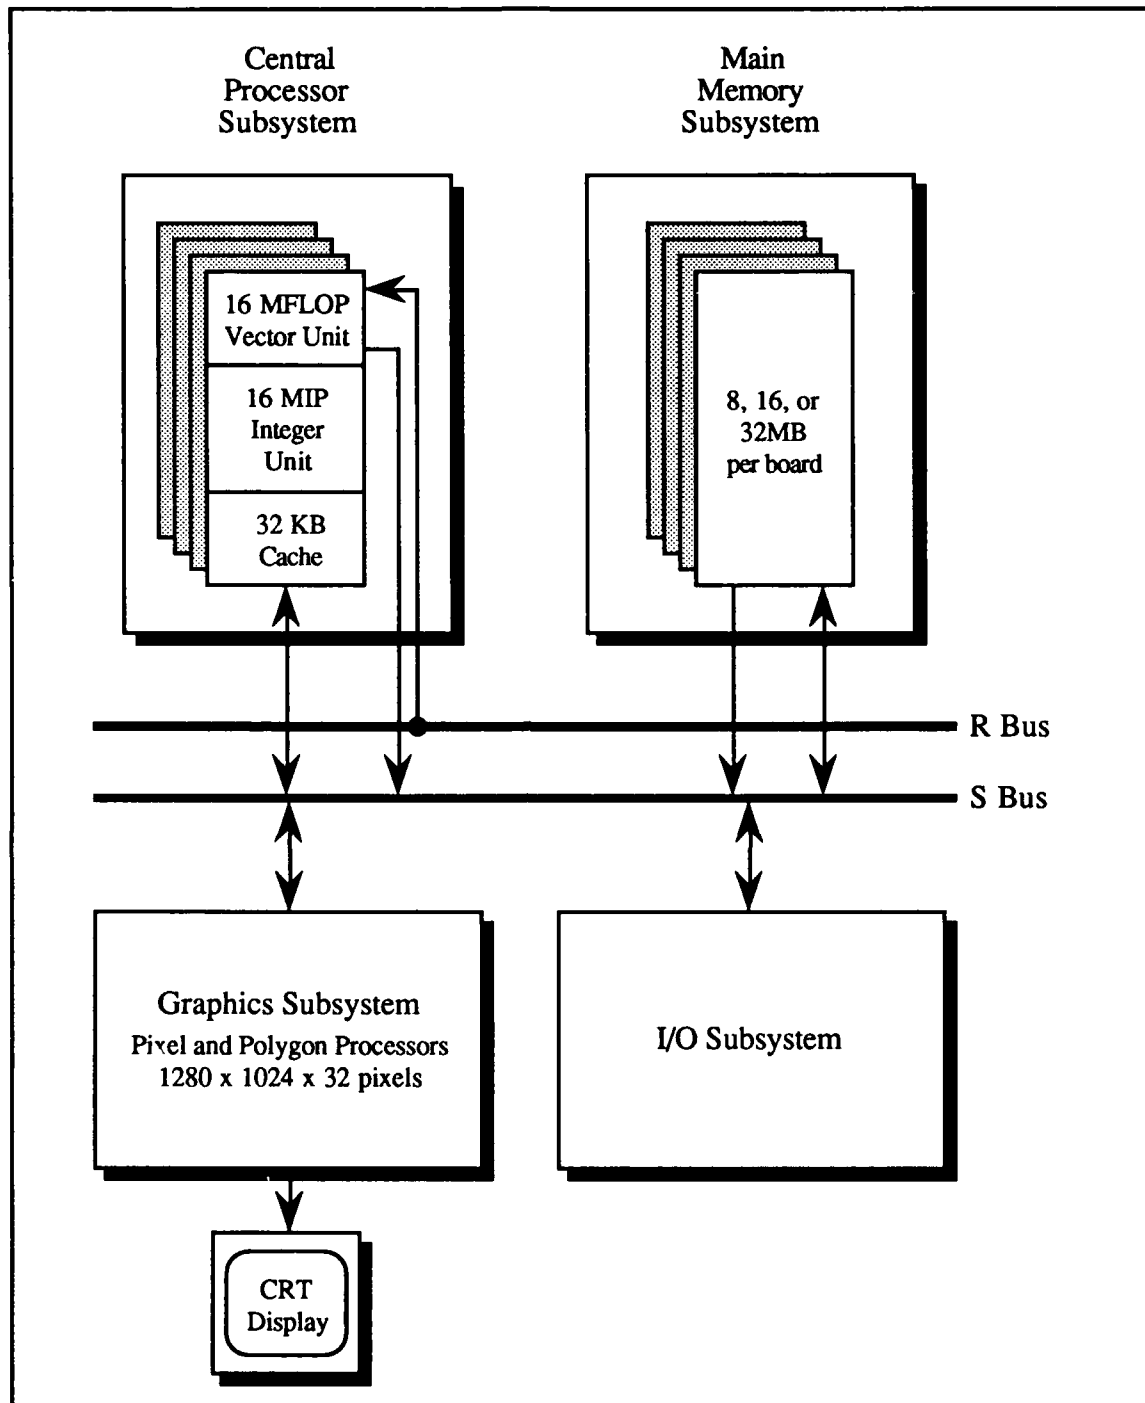 Central
Processor
Subsystem
Main
Memory
Subsystem
16 MFLOP
Vector Unit
16 MIP
Integer
Unit
32 KB
Cache
8, 16, or
32MB
per board
R Bus
S Bus
Graphics Subsystem
Pixel and Polygon Processors
1280 x 1024 x 32 pixels
I/O Subsystem
CRT
Display